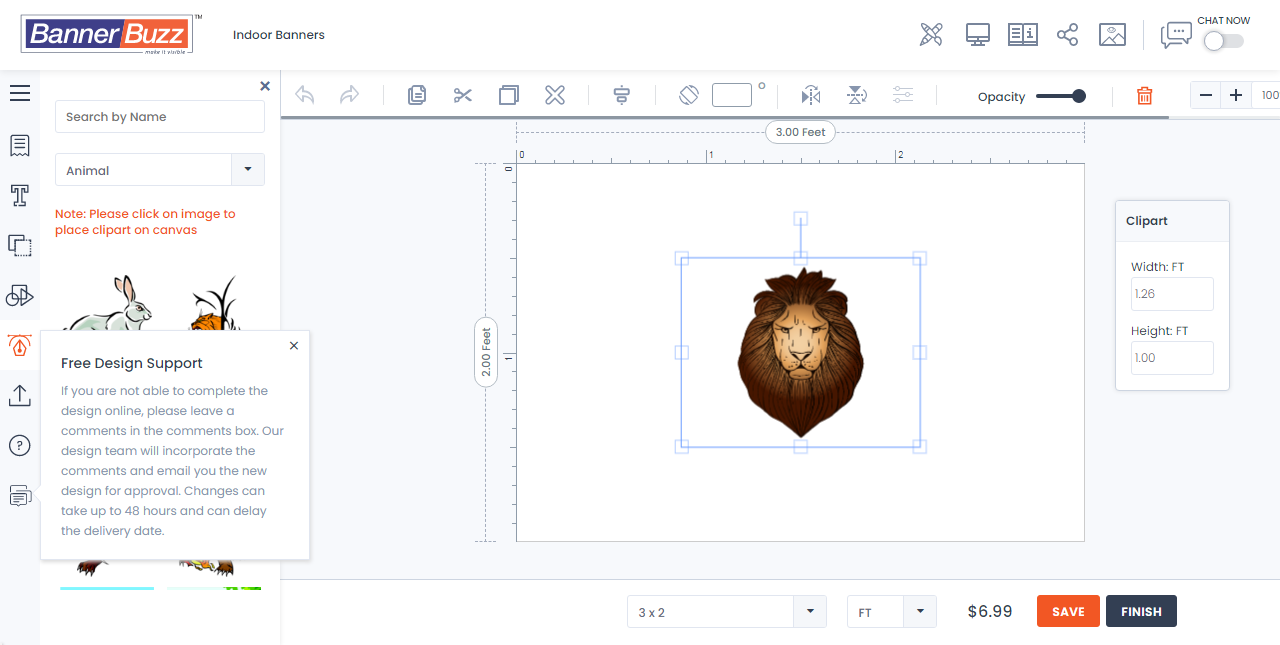 BannerBuzz
TM
make it visible
Indoor Banners
CHAT NOW
Search by Name
Animal
Note: Please click on image to
place clipart on canvas
Free Design Support
If you are not able to complete the
design online, please leave a
comments in the comments box. Our
design team will incorporate the
comments and email you the new
design for approval. Changes can
take up to 48 hours and can delay
the delivery date.
Opacity
100
3.00 Feet
0
1
2
0
1
2.00 Feet
Clipart
Width: FT
1.26
Height: FT
1.00
3 x 2
FT
$6.99
SAVE
FINISH